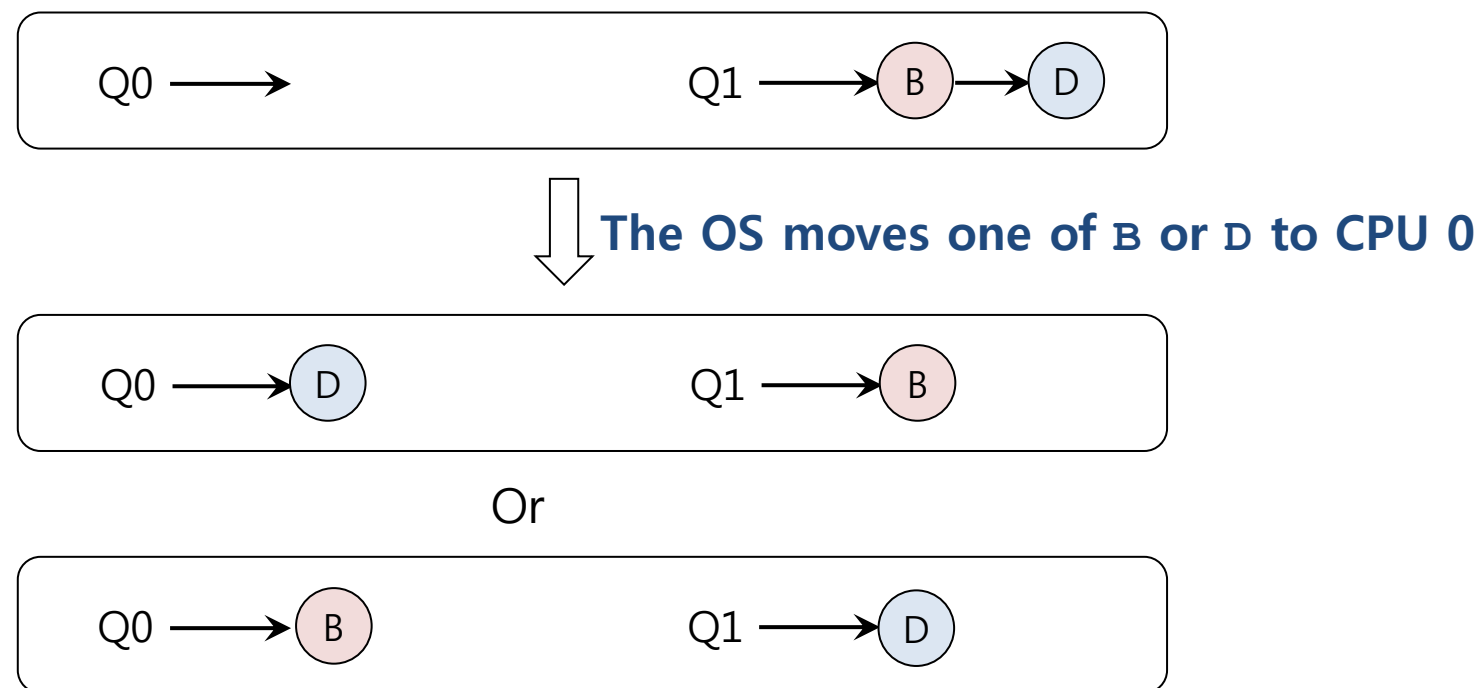 Q0 Q1 B D
The OS moves one of B or D to CPU 0
Q0 D Q1 B
Or
Q0 B Q1 D